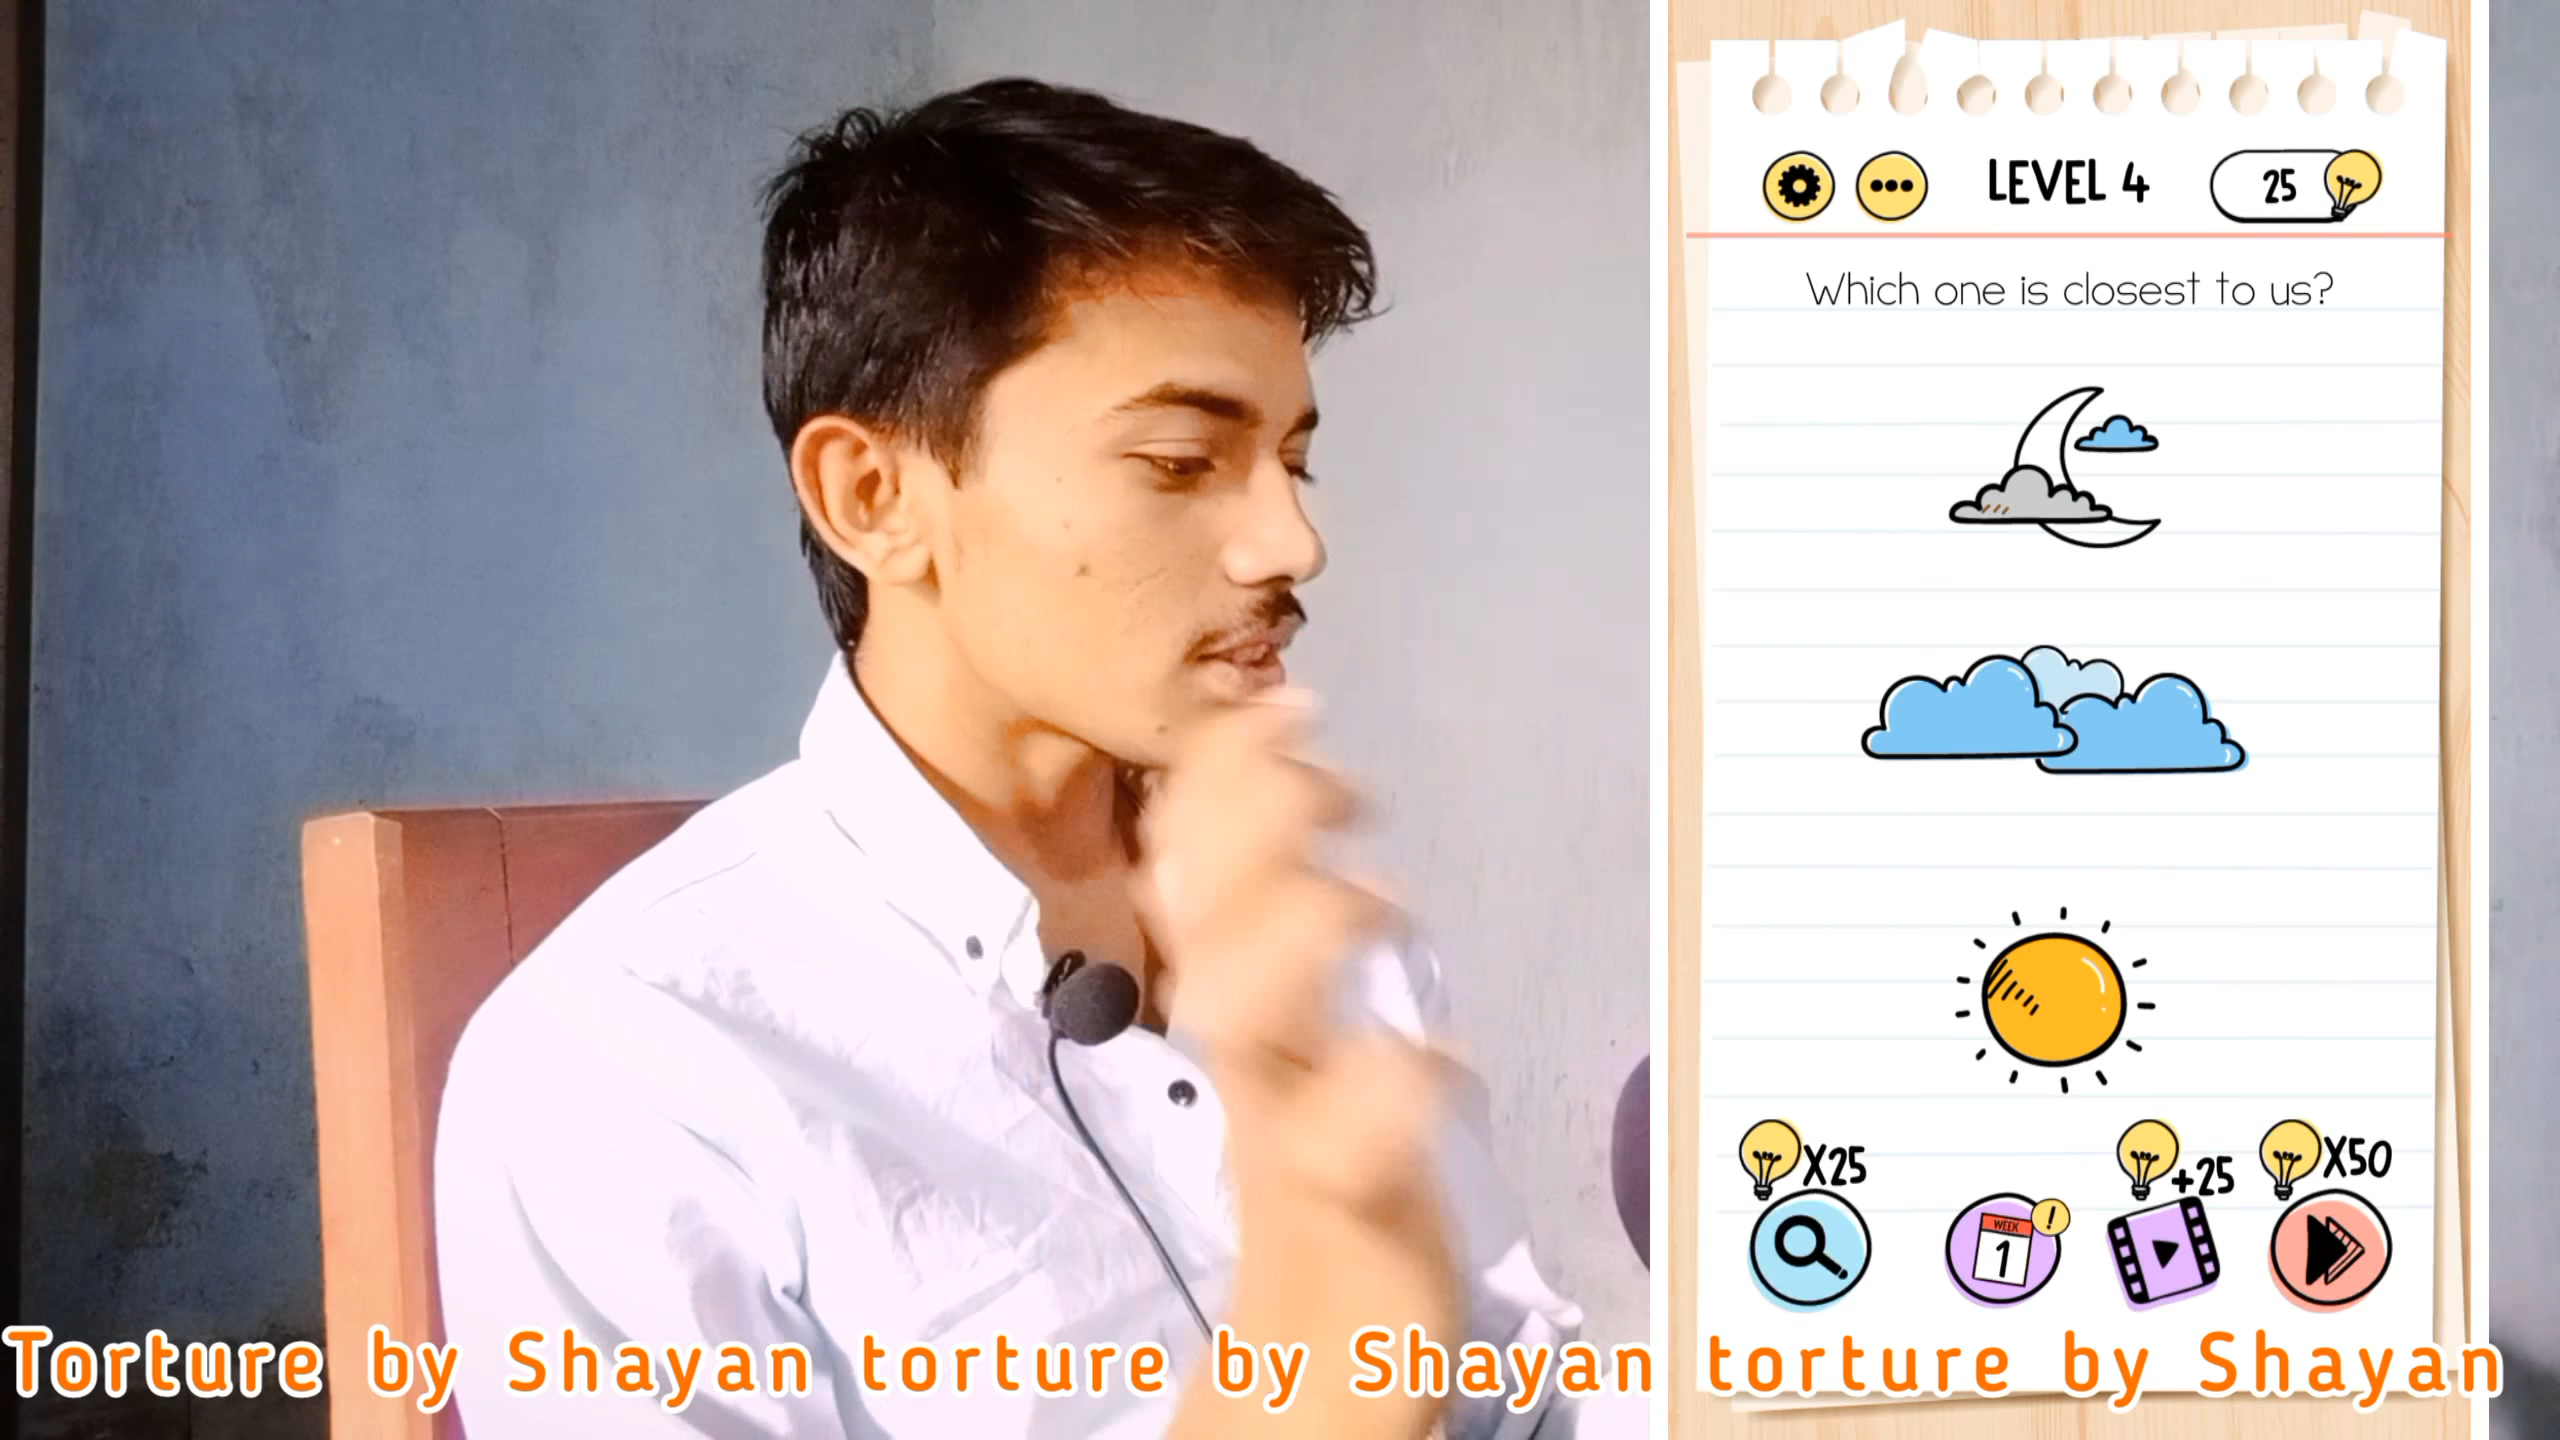 LEVEL 4
25
Which one is closest to us?
X25
+25
X50
WEEK
1
!
Torture by Shayan torture by Shayan torture by Shayan